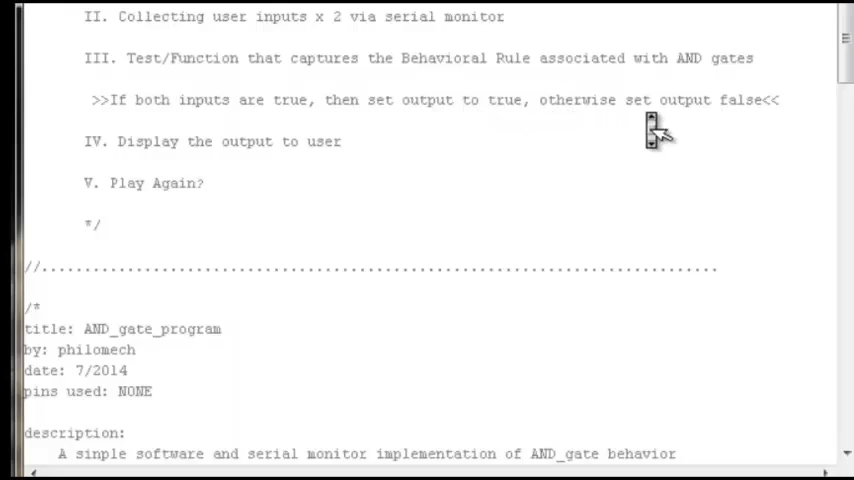 II. Collecting user inputs x 2 via serial monitor
III. Test/Function that captures the Behavioral Rule associated with AND gates
>>If both inputs are true, then set output to true, otherwise set output false<<
IV. Display the output to user
V. Play Again?
*/
//................................................................................
/*
title: AND_gate_program
by: philomech
date: 7/2014
pins used: NONE
description:
A sinple software and serial monitor implementation of AND_gate behavior